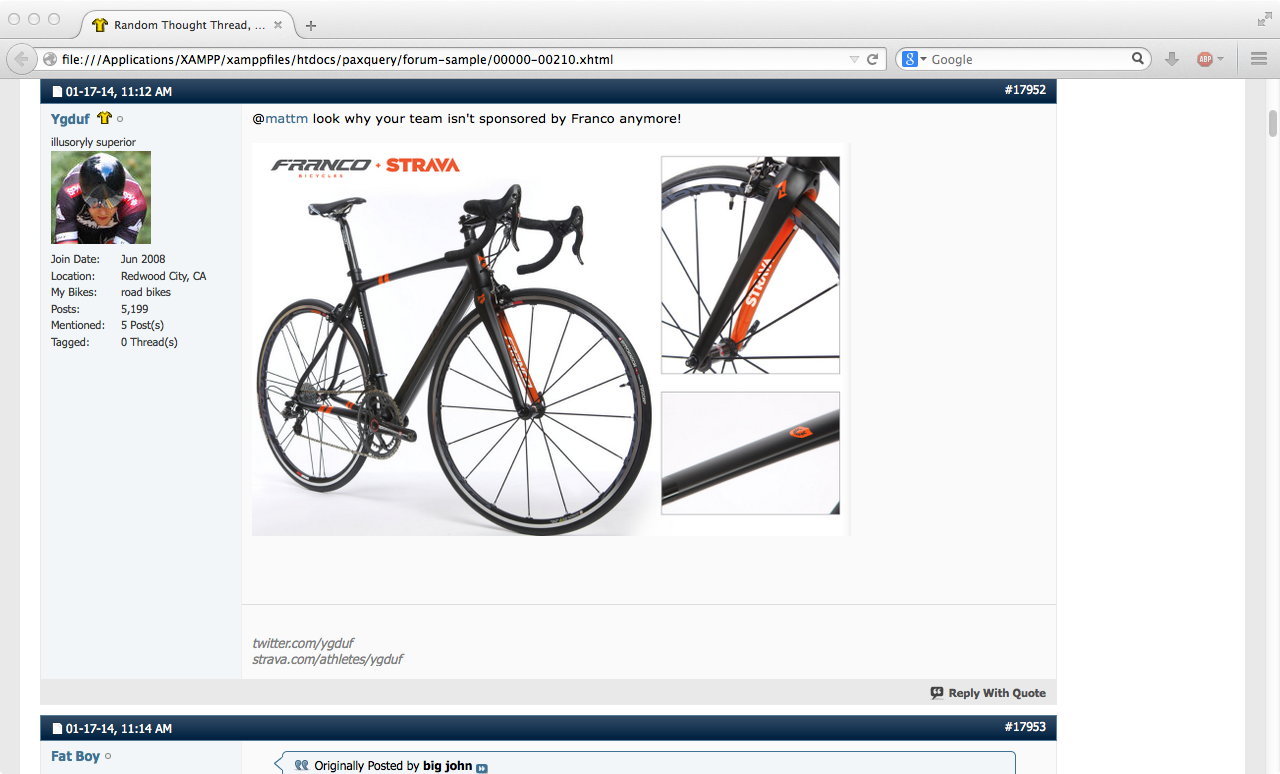 Random Thought Thread, ...
file:///Applications/XAMPP/xamppfiles/htdocs/paxquery/forum-sample/00000-00210.xhtml
Google
ABP
01-17-14, 11:12 AM
#17952
Ygduf
illusoryly superior
Join Date: Jun 2008
Location: Redwood City, CA
My Bikes: road bikes
Posts: 5,199
Mentioned: 5 Post(s)
Tagged: 0 Thread(s)
@mattm look why your team isn't sponsored by Franco anymore!
FRANCO + STRAVA
BICYCLES
FRANCO
STRAVA
twitter.com/ygduf
strava.com/athletes/ygduf
Reply With Quote
01-17-14, 11:14 AM
#17953
Fat Boy
Originally Posted by big john